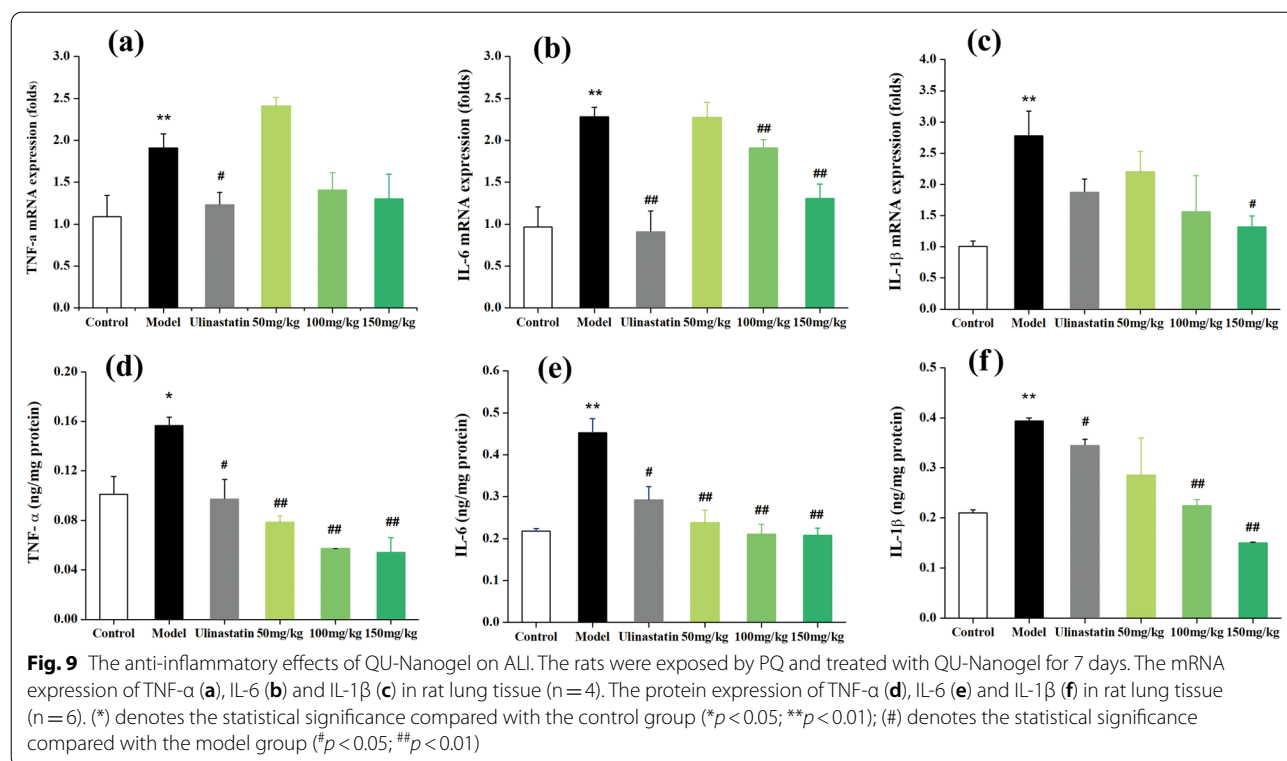 (a)
TNF-a mRNA expression (folds)
3.0
2.5
2.0
1.5
1.0
0.5
0.0
**
#
Control Model Ulinastatin 50mg/kg 100mg/kg 150mg/kg
(b)
IL-6 mRNA expression (folds)
3.0
2.5
2.0
1.5
1.0
0.5
0.0
**
##
##
##
Control Model Ulinastatin 50mg/kg 100mg/kg 150mg/kg
(c)
IL-1β mRNA expression (folds)
4.0
3.5
3.0
2.5
2.0
1.5
1.0
0.5
0.0
**
#
Control Model Ulinastatin 50mg/kg 100mg/kg 150mg/kg
(d)
TNF- α (ng/mg protein)
0.20
0.16
0.12
0.08
0.04
0.00
*
#
##
##
##
Control Model Ulinastatin 50mg/kg 100mg/kg 150mg/kg
(e)
IL-6 (ng/mg protein)
0.6
0.5
0.4
0.3
0.2
0.1
0.0
**
#
##
##
##
Control Model Ulinastatin 50mg/kg 100mg/kg 150mg/kg
(f)
IL-1β (ng/mg protein)
0.5
0.4
0.3
0.2
0.1
0.0
**
#
##
##
Control Model Ulinastatin 50mg/kg 100mg/kg 150mg/kg
Fig. 9 The anti-inflammatory effects of QU-Nanogel on ALI. The rats were exposed by PQ and treated with QU-Nanogel for 7 days. The mRNA
expression of TNF-α (a), IL-6 (b) and IL-1β (c) in rat lung tissue (n = 4). The protein expression of TNF-α (d), IL-6 (e) and IL-1β (f) in rat lung tissue
(n = 6). (*) denotes the statistical significance compared with the control group (*p < 0.05; **p < 0.01); (#) denotes the statistical significance
compared with the model group (#p < 0.05; ##p < 0.01)